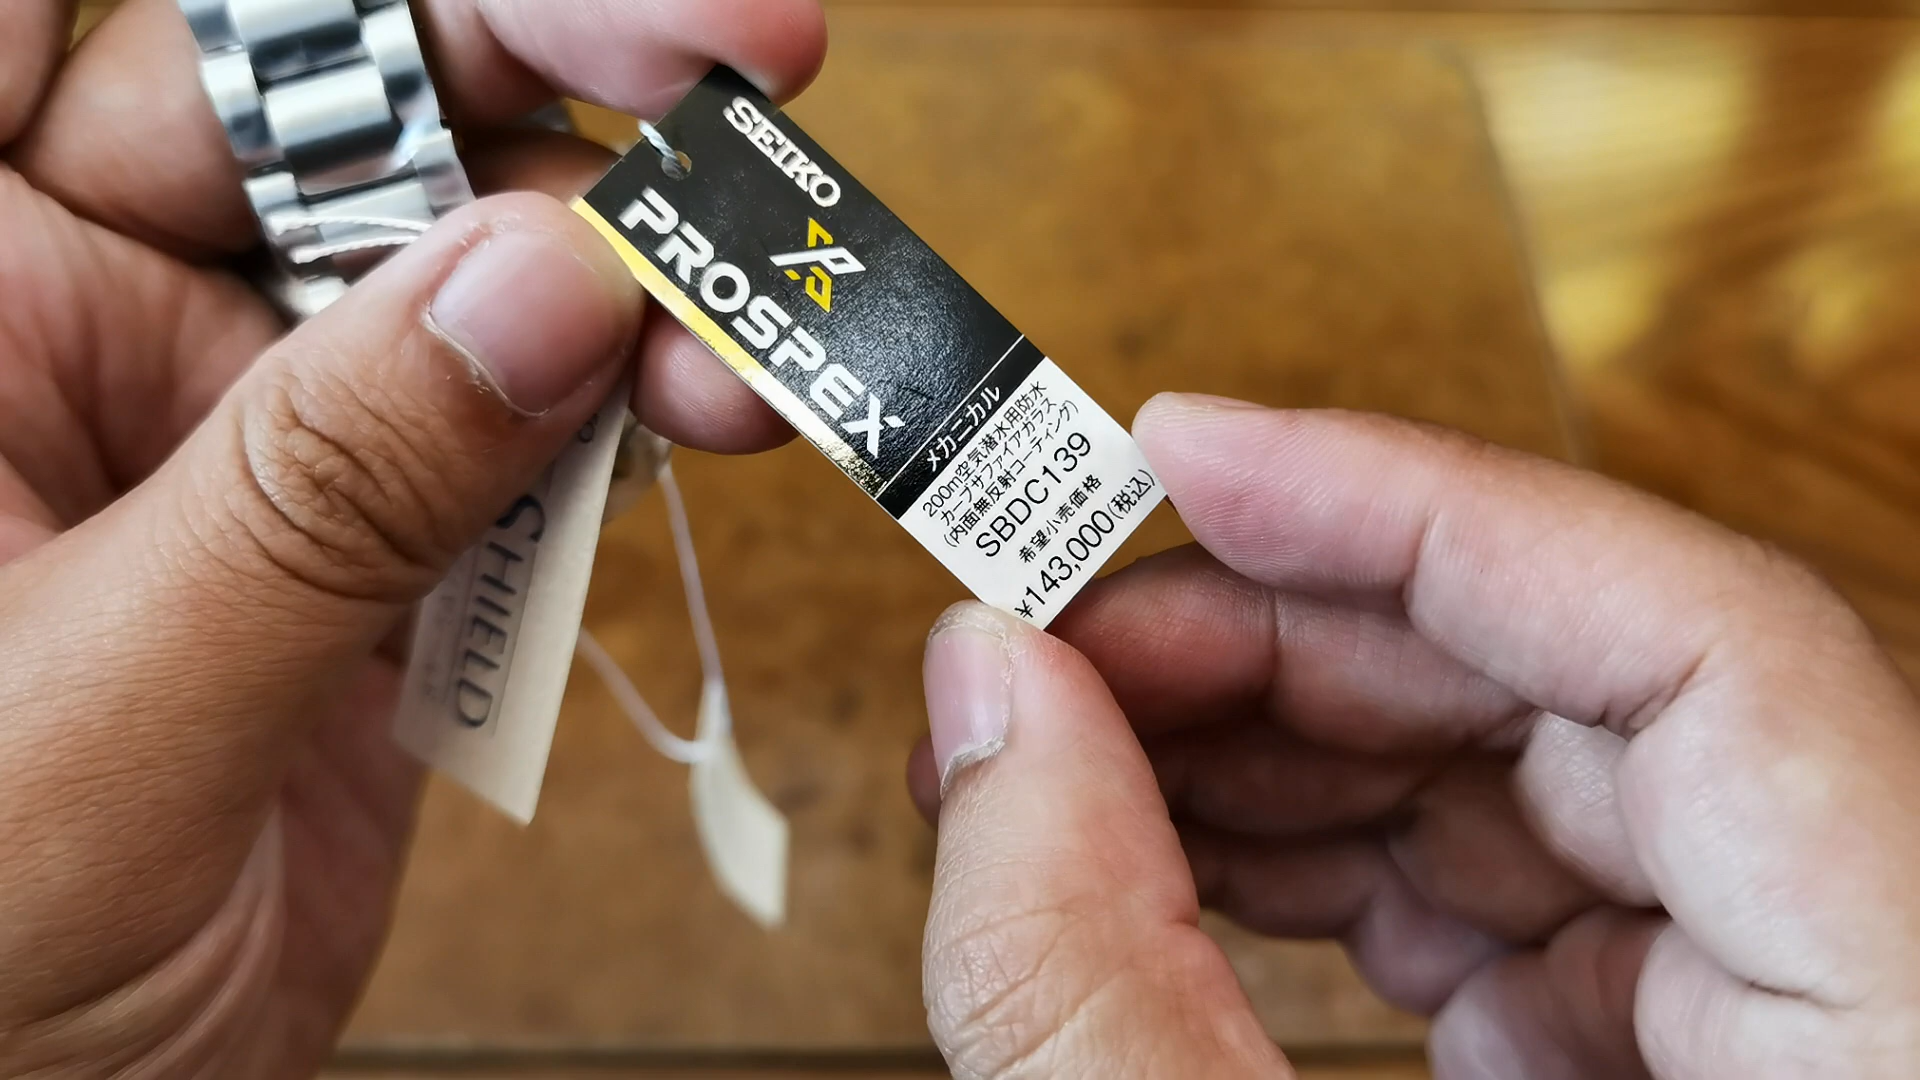 SEIKO
PROSPEX
メカニカル
200m空気潜水用防水
カーブサファイアガラス
(内面無反射コーティング)
SBDC139
希望小売価格
¥143,000(税込)
SHIELD